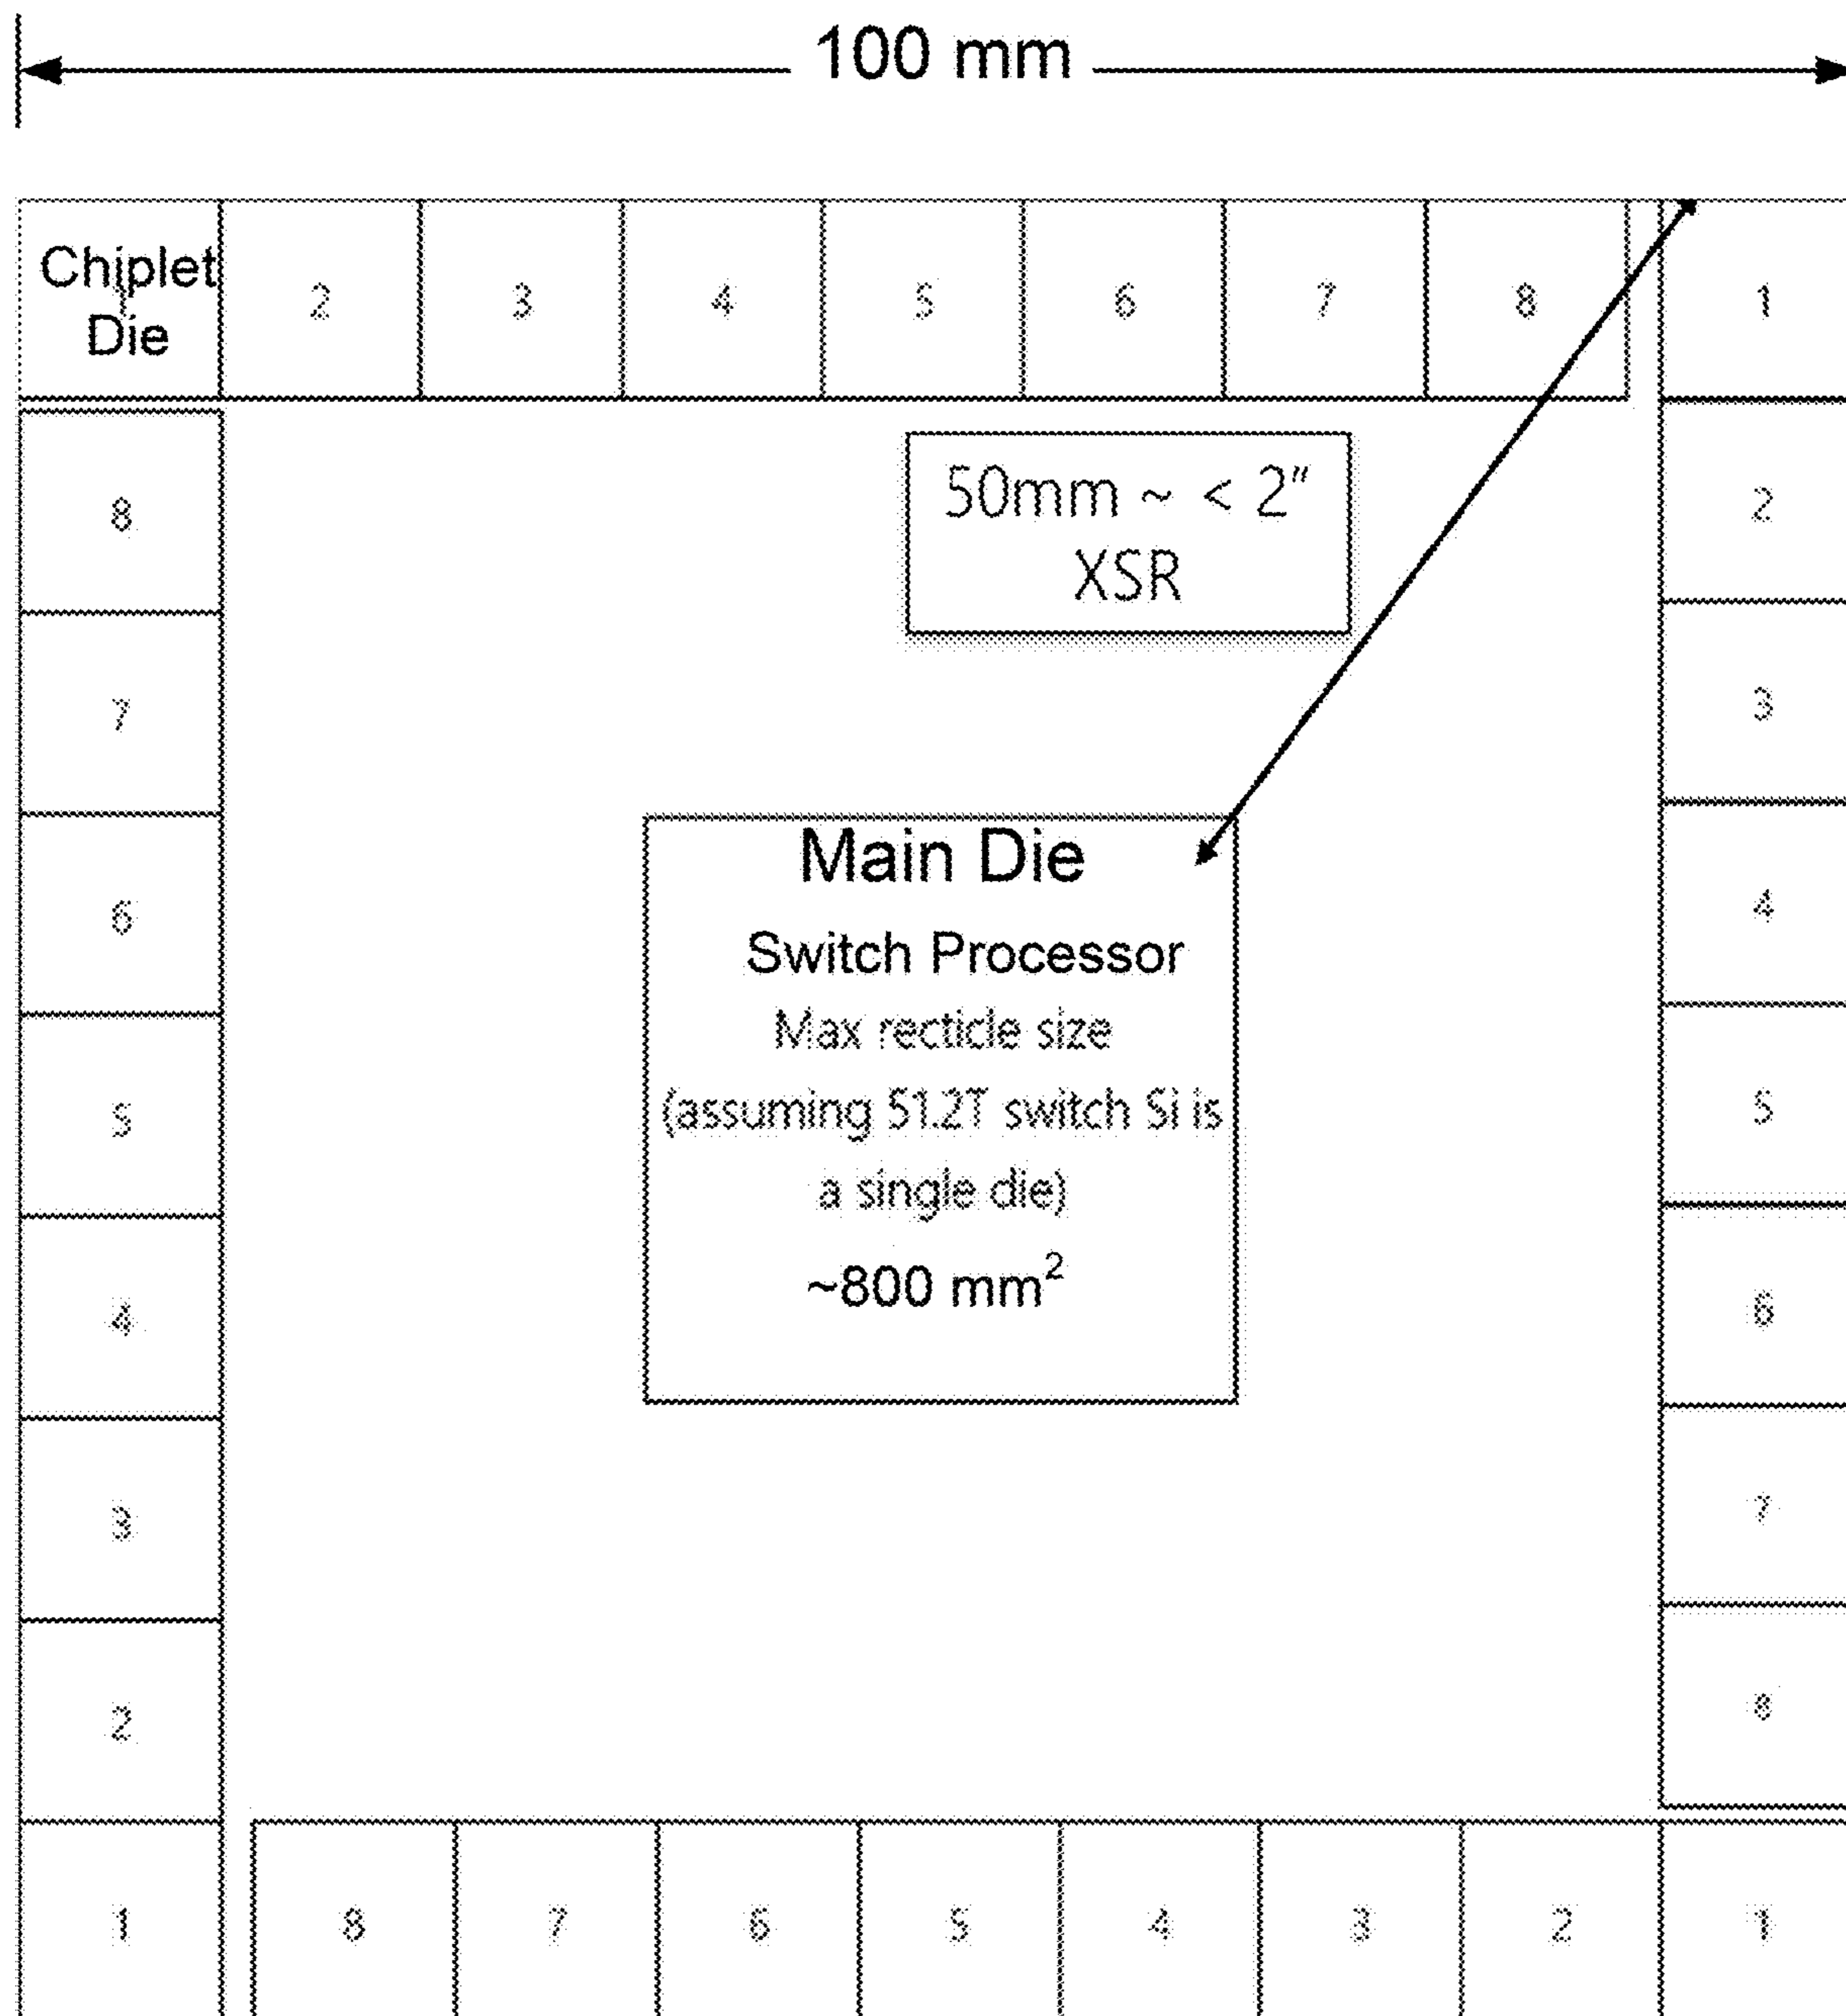 100 mm
Chiplet
Die
2 3 4 5 6 7 8 1
50mm ~ < 2"
XSR
8 2
7 3
Main Die
6 4
Switch Processor
Max recticle size
(assuming 51.2T switch Si is
5 5
a single die)
~800 mm²
4 6
3 7
2 8
1 8 7 6 5 4 3 2 1